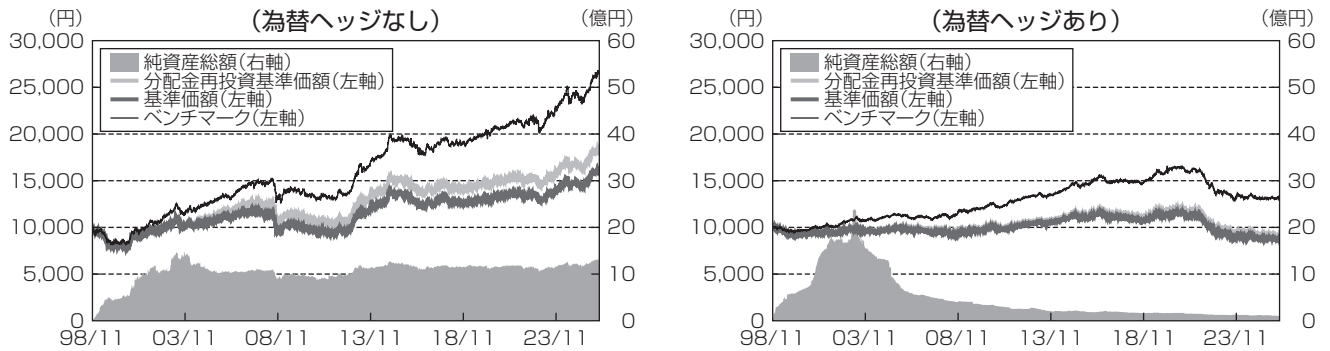 (円) (為替ヘッジなし) (億円)
30,000 60
純資産総額(右軸)
25,000 分配金再投資基準価額(左軸) 50
基準価額(左軸)
ベンチマーク(左軸)
20,000 40
15,000 30
10,000 20
5,000 10
0 0
98/11 03/11 08/11 13/11 18/11 23/11
(円) (為替ヘッジあり) (億円)
30,000 60
純資産総額(右軸)
25,000 分配金再投資基準価額(左軸) 50
基準価額(左軸)
ベンチマーク(左軸)
20,000 40
15,000 30
10,000 20
5,000 10
0 0
98/11 03/11 08/11 13/11 18/11 23/11